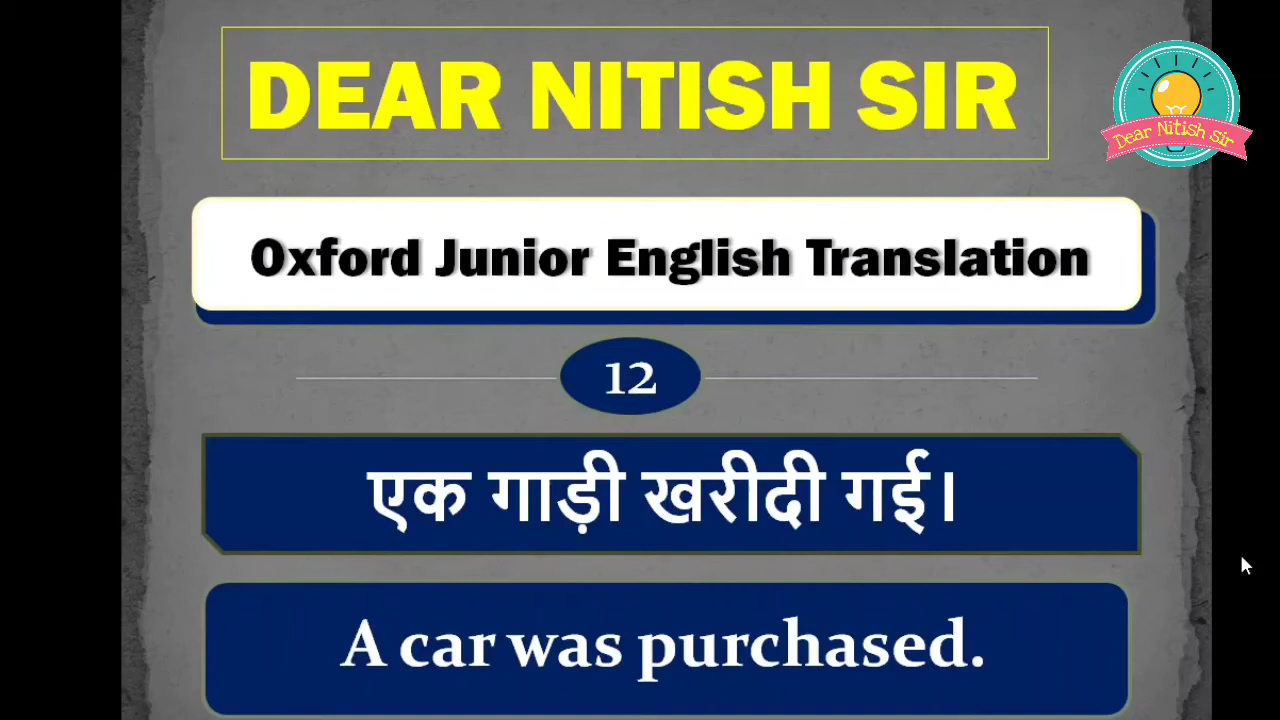 DEAR NITISH SIR
Dear Nitish sir
Oxford Junior English Translation
12
एक गाड़ी खरीदी गई।
A car was purchased.